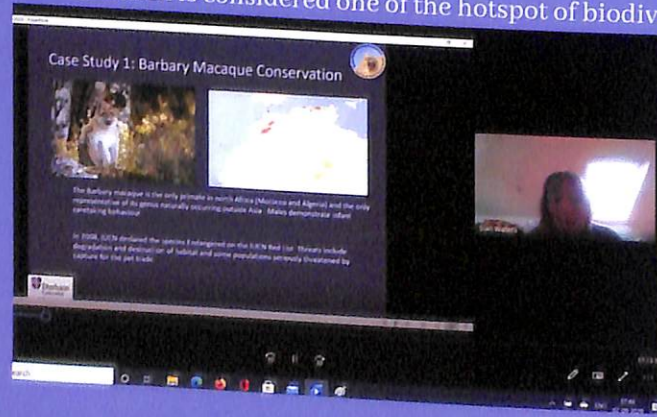 considered one of the hotspot of biodiv
Case Study 1: Barbary Macaque Conservation
The Barbary macaque is the only primate in north Africa (Morocco and Algeria) and the only
representative of its genus naturally occurring outside Asia. Males demonstrate infant
caretaking behaviour
In 2008, IUCN declared the species Endangered on the IUCN Red List. Threats include
degradation and destruction of habitat and some populations seriously threatened by
capture for the pet trade
Durham
University
earch